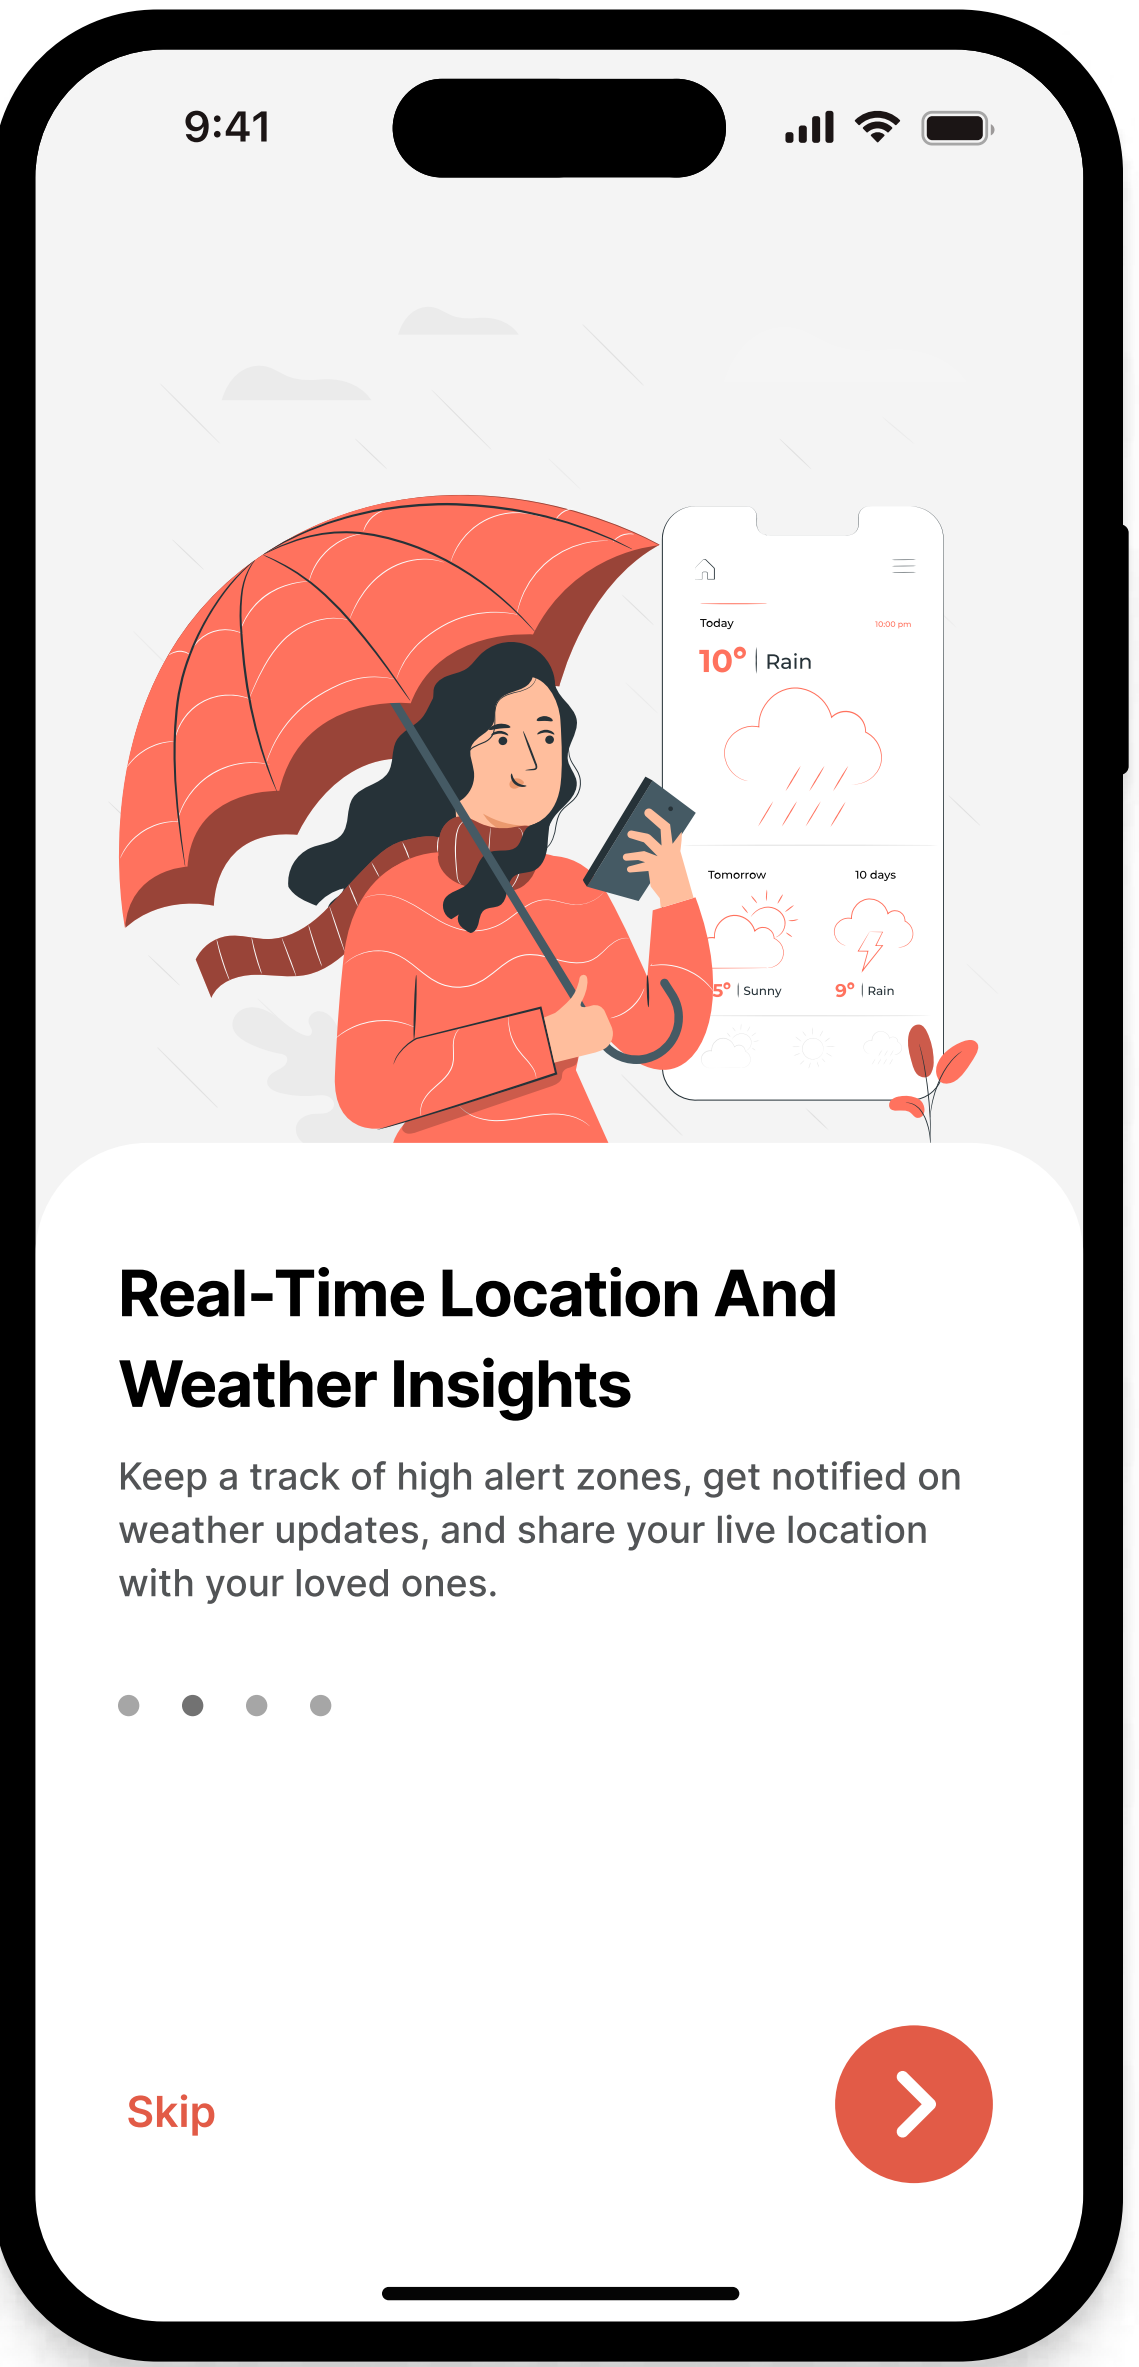 9:41
Today
10:00 pm
10° | Rain
Tomorrow
10 days
5° | Sunny
9° | Rain
Real-Time Location And
Weather Insights
Keep a track of high alert zones, get notified on
weather updates, and share your live location
with your loved ones.
Skip